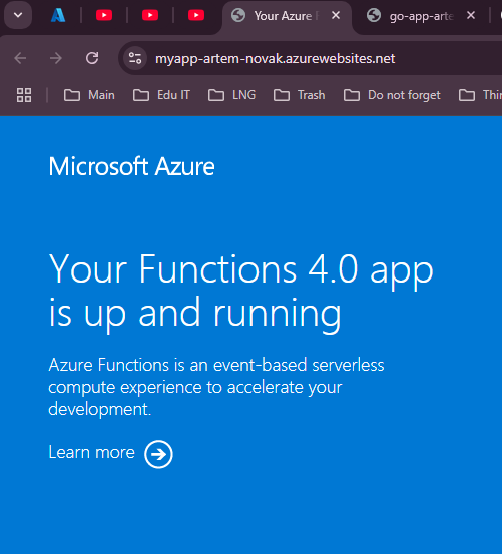 Your Azure F
go-app-arte
myapp-artem-novak.azurewebsites.net
Main
Edu IT
LNG
Trash
Do not forget
Thin
Microsoft Azure
Your Functions 4.0 app
is up and running
Azure Functions is an event-based serverless
compute experience to accelerate your
development.
Learn more